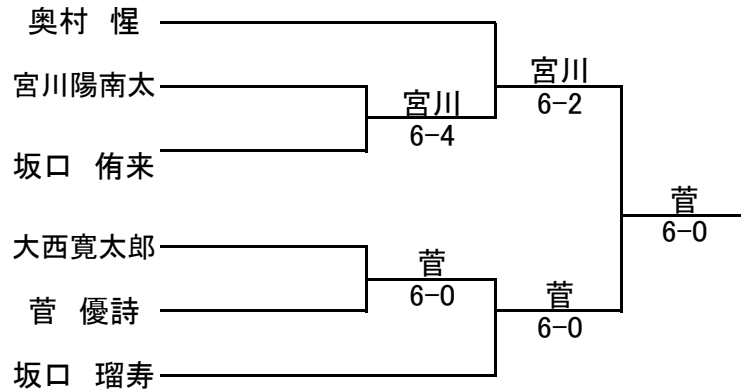 奥村　惺
宮川陽南太
坂口　侑来
大西寛太郎
菅　優詩
坂口　瑠寿
宮川
6-4
菅
6-0
宮川
6-2
菅
6-0
菅
6-0